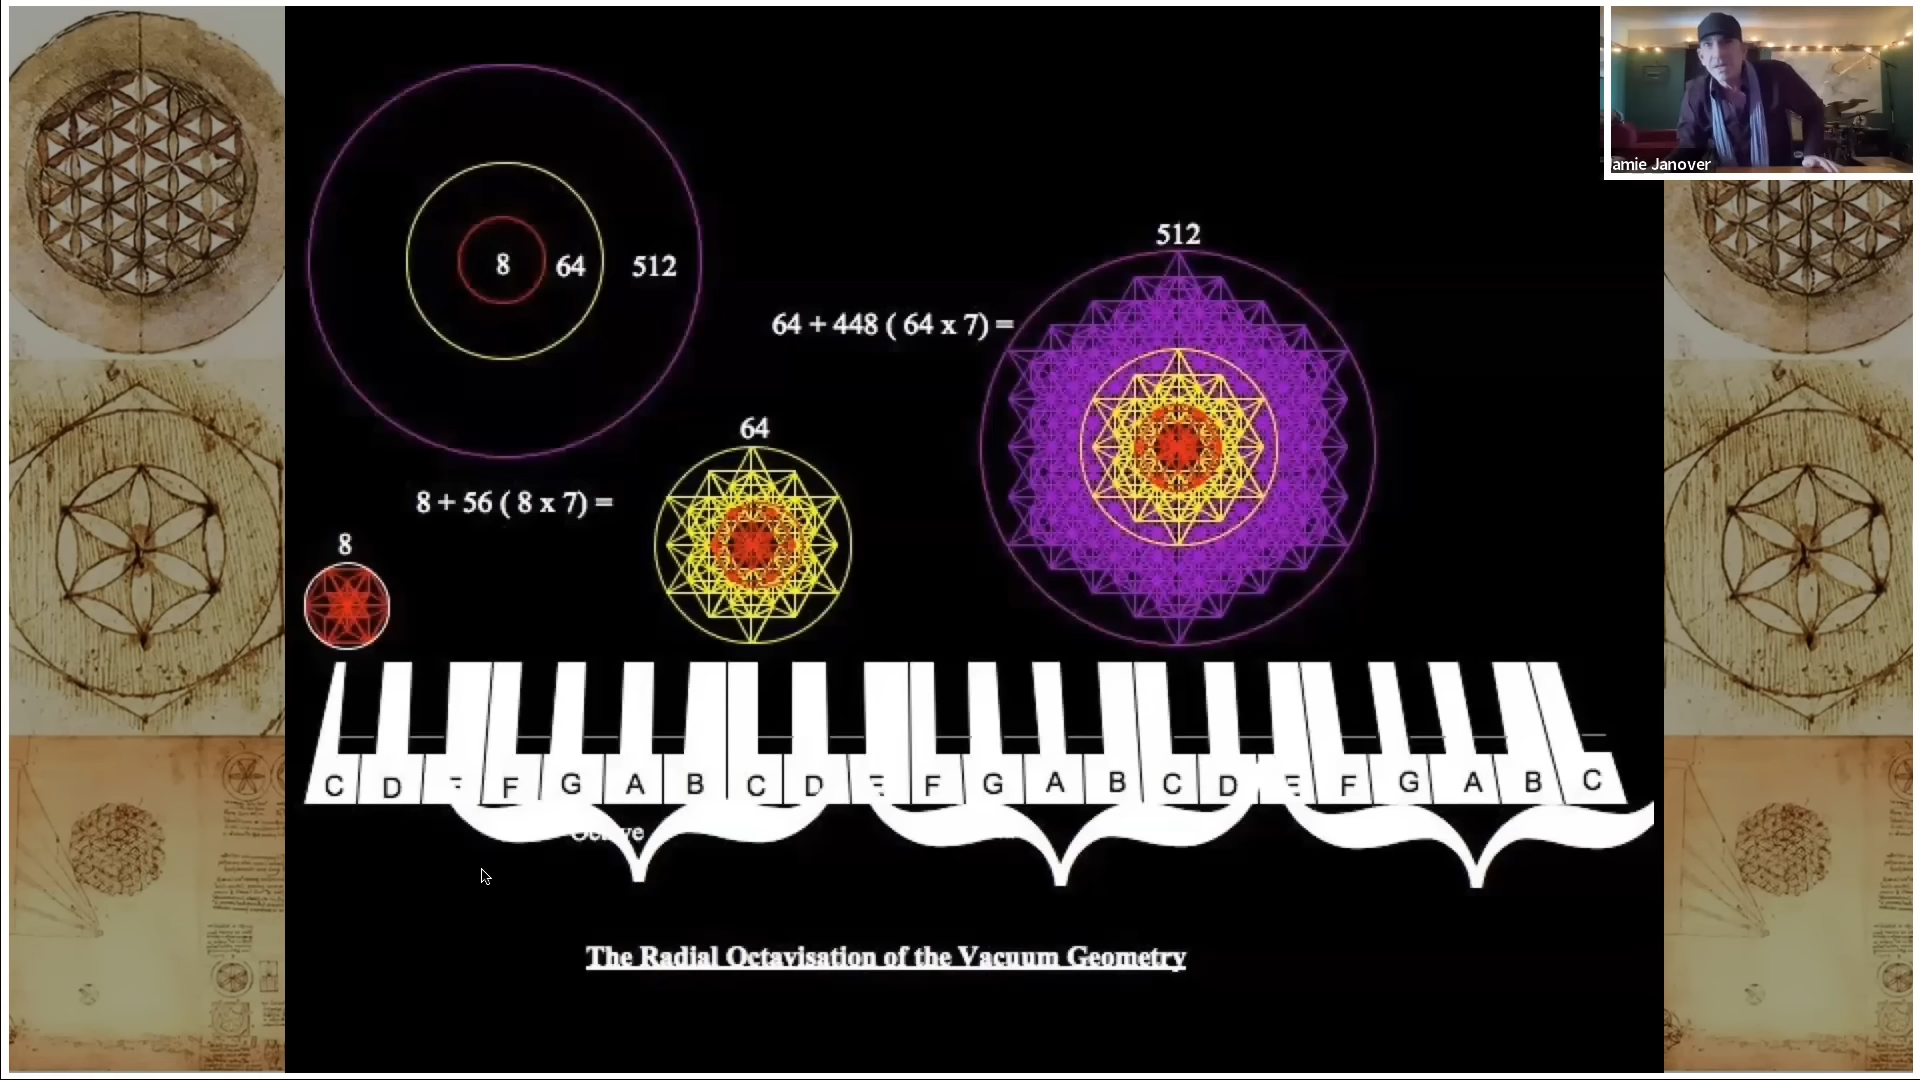 amie Janover
512
8 64 512
64 + 448 ( 64 x 7) =
64
8 + 56 ( 8 x 7) =
8
C D F G A B C D F G A B C D F G A B C
The Radial Octavisation of the Vacuum Geometry